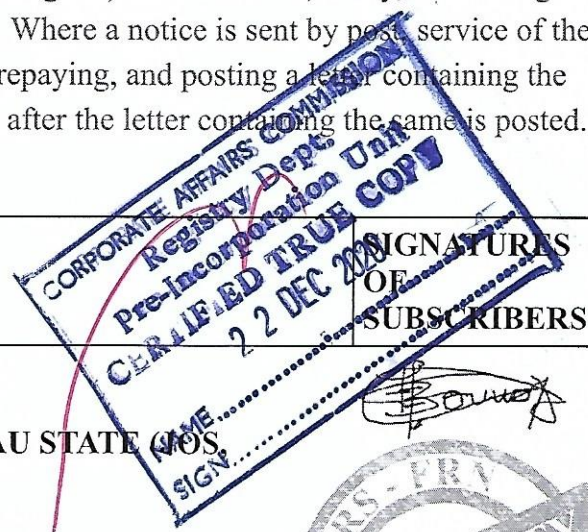 Where a notice is sent by post, service of the
repaying, and posting a letter containing the
after the letter containing the same is posted.
CORPORATE AFFAIRS COMMISSION
Registry Dept.
Pre-Incorporation Unit
CERTIFIED TRUE COPY
22 DEC 2020
NAME
SIGN.
SIGNATURES
OF
SUBSCRIBERS
AU STATE (JOS,
S - FRN